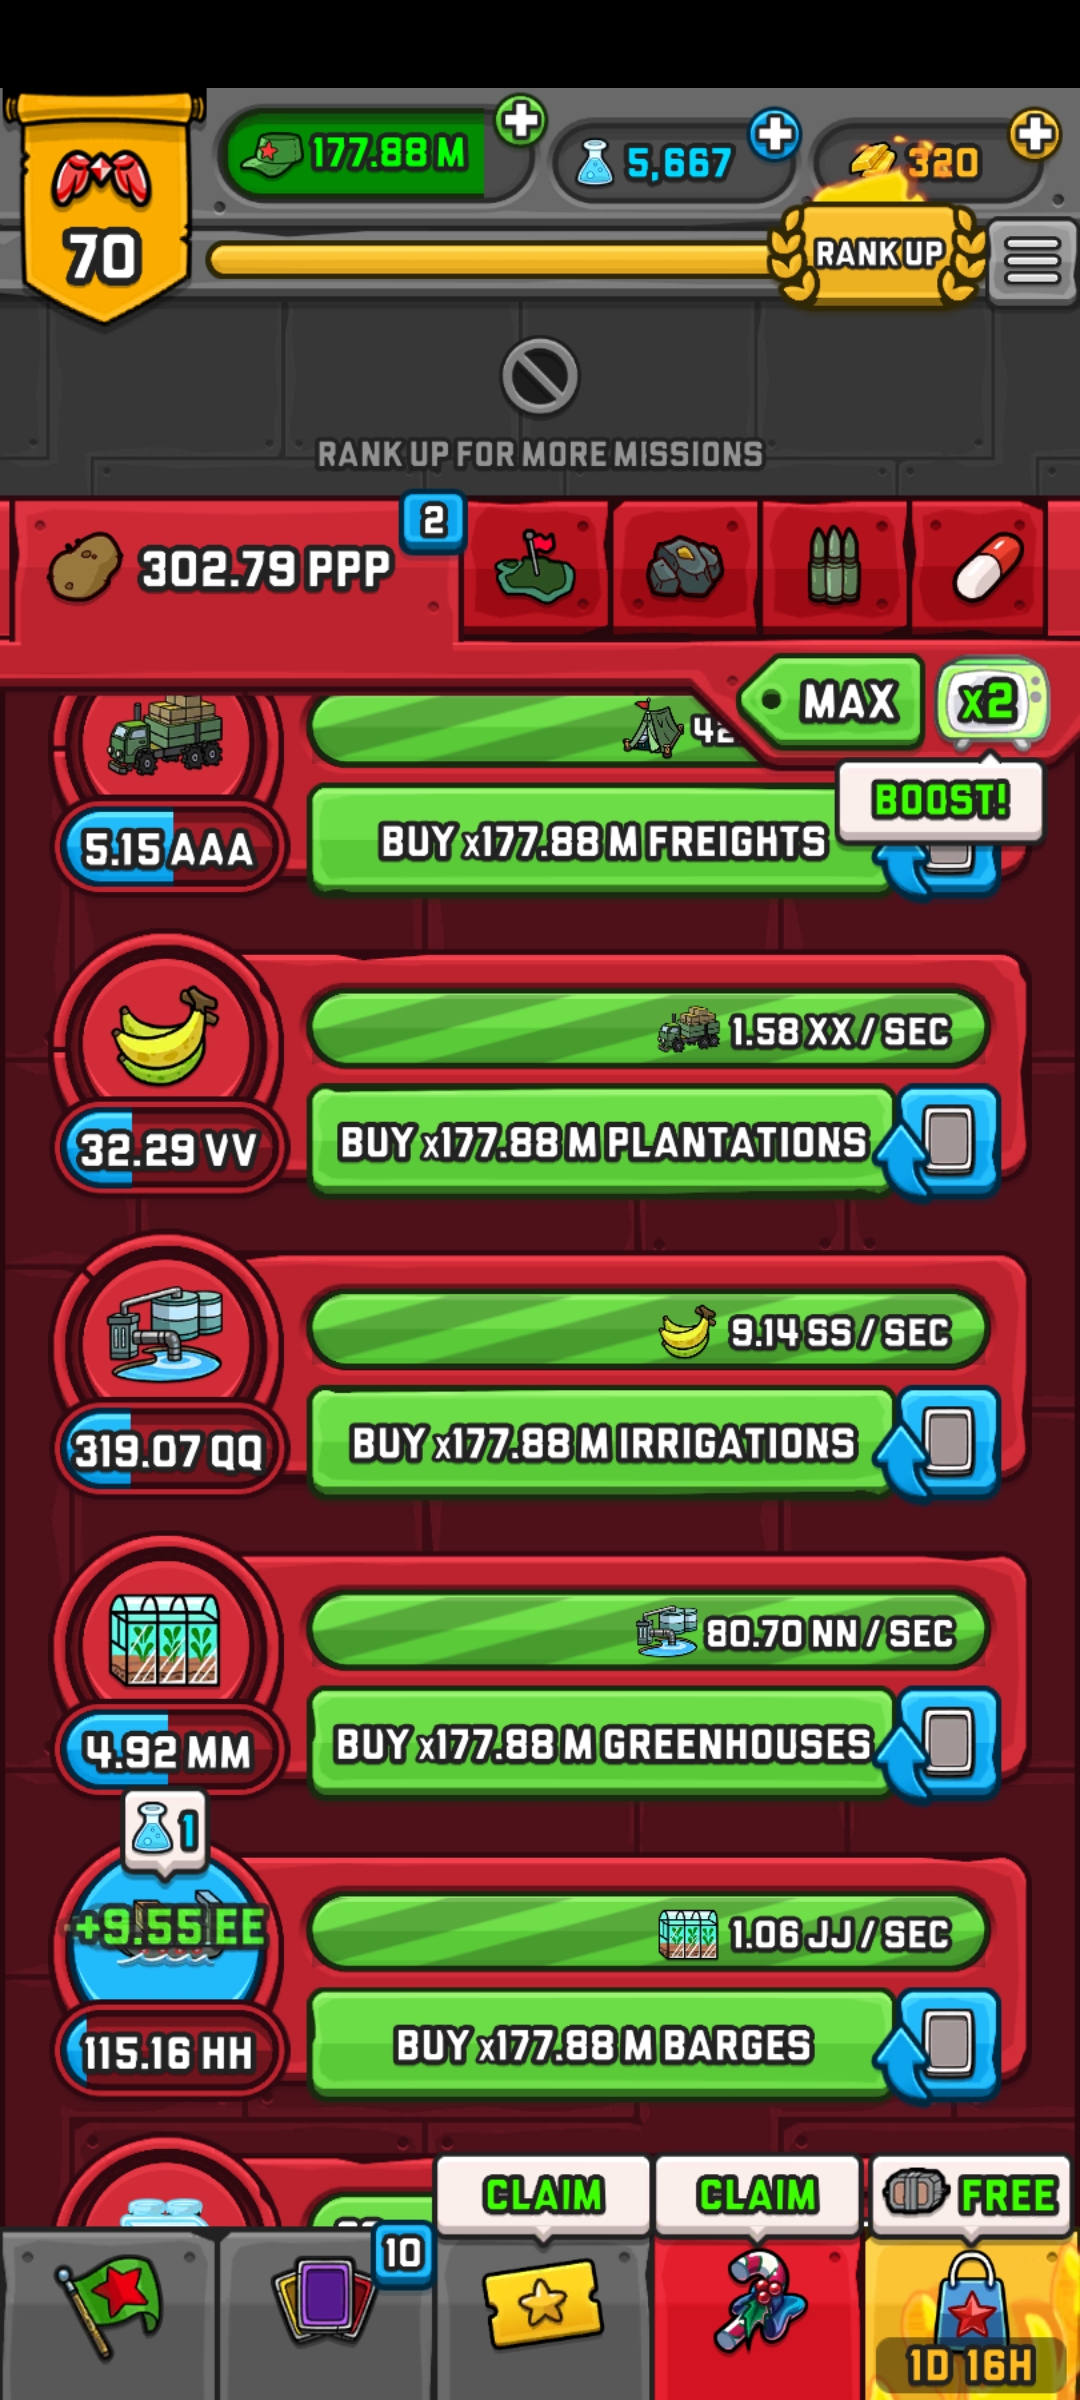 177.88 M
5,667
320
70
RANK UP
RANK UP FOR MORE MISSIONS
2
302.79 PPP
MAX
x2
BOOST!
5.15 AAA
BUY x177.88 M FREIGHTS
1.58 XX / SEC
32.29 VV
BUY x177.88 M PLANTATIONS
9.14 SS / SEC
319.07 QQ
BUY x177.88 M IRRIGATIONS
80.70 NN / SEC
4.92 MM
BUY x177.88 M GREENHOUSES
1
+9.55 EE
1.06 JJ / SEC
115.16 HH
BUY x177.88 M BARGES
CLAIM
CLAIM
FREE
10
1D 16H